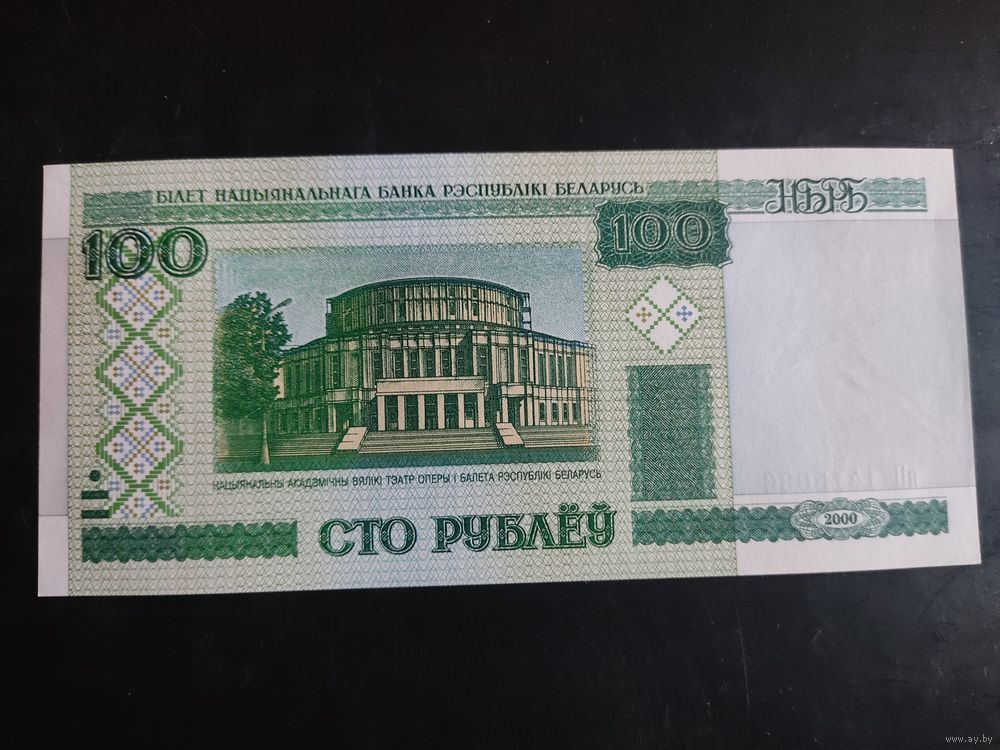 БІЛЕТ НАЦЫЯНАЛЬНАГА БАНКА РЭСПУБЛІКІ БЕЛАРУСЬ
НБРБ
100
100
НАЦЫЯНАЛЬНЫ АКАДЭМІЧНЫ ВЯЛІКІ ТЭАТР ОПЕРЫ І БАЛЕТА РЭСПУБЛІКІ БЕЛАРУСЬ
СТО РУБЛЁЎ
2000
www.ay.by